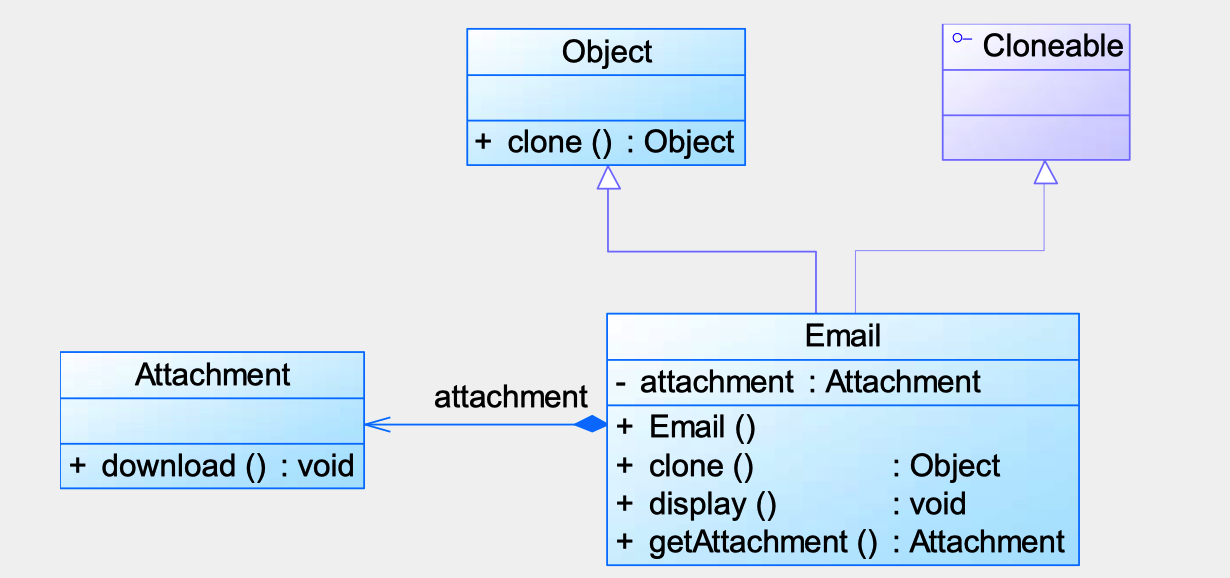 Object
+ clone () : Object
Cloneable
Attachment
+ download () : void
attachment
Email
- attachment : Attachment
+ Email ()
+ clone () : Object
+ display () : void
+ getAttachment () : Attachment